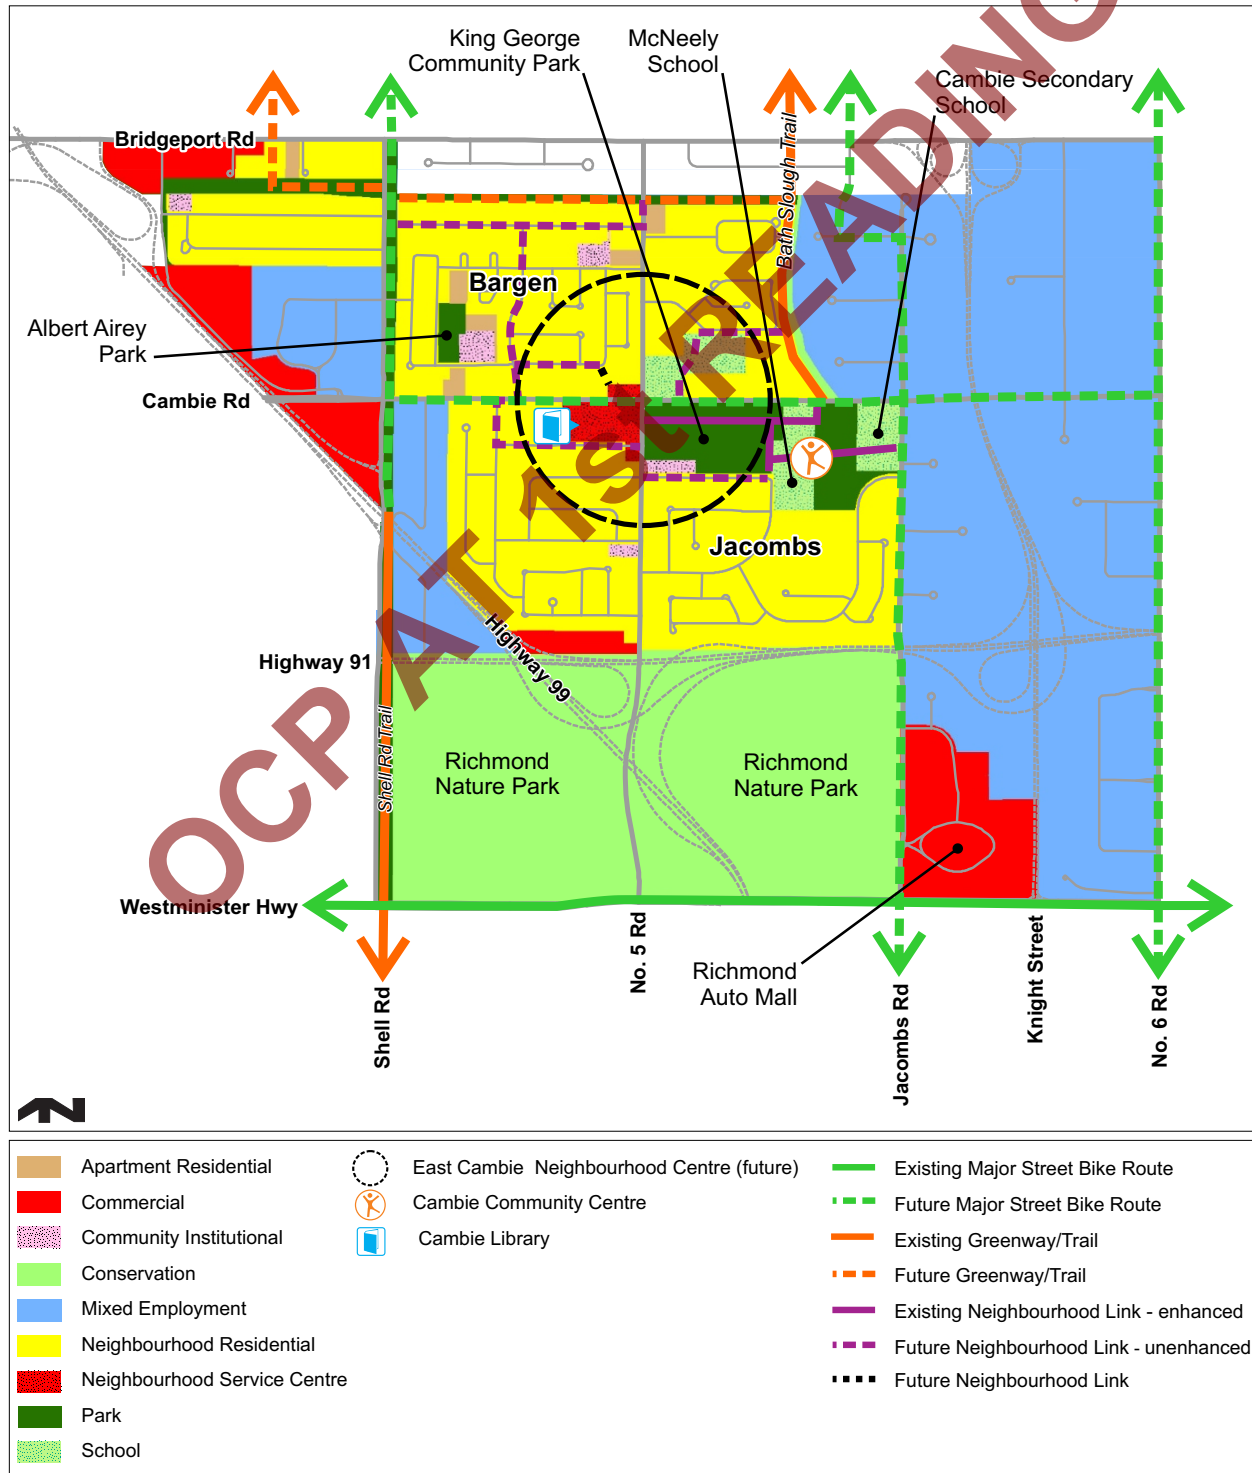 King George
Community Park
McNeely
School
Cambie Secondary
School
Bridgeport Rd
Bath Slough Trail
Bargen
Albert Airey
Park
Cambie Rd
Jacombs
Highway 91
Highway 99
Shell Rd Trail
Richmond
Nature Park
Richmond
Nature Park
Westminister Hwy
Shell Rd
No. 5 Rd
Richmond
Auto Mall
Jacombs Rd
Knight Street
No. 6 Rd
OCP AT 1st READING
N
Apartment Residential
Commercial
Community Institutional
Conservation
Mixed Employment
Neighbourhood Residential
Neighbourhood Service Centre
Park
School
East Cambie Neighbourhood Centre (future)
Cambie Community Centre
Cambie Library
Existing Major Street Bike Route
Future Major Street Bike Route
Existing Greenway/Trail
Future Greenway/Trail
Existing Neighbourhood Link - enhanced
Future Neighbourhood Link - unenhanced
Future Neighbourhood Link